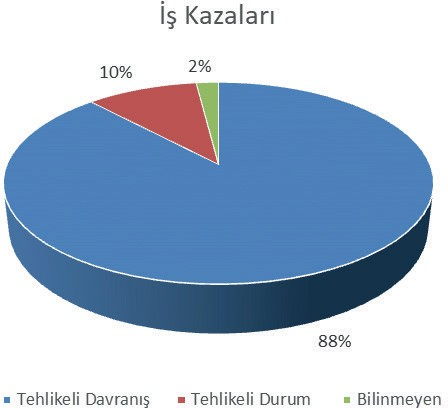 İş Kazaları
10%
2%
88%
Tehlikeli Davranış
Tehlikeli Durum
Bilinmeyen